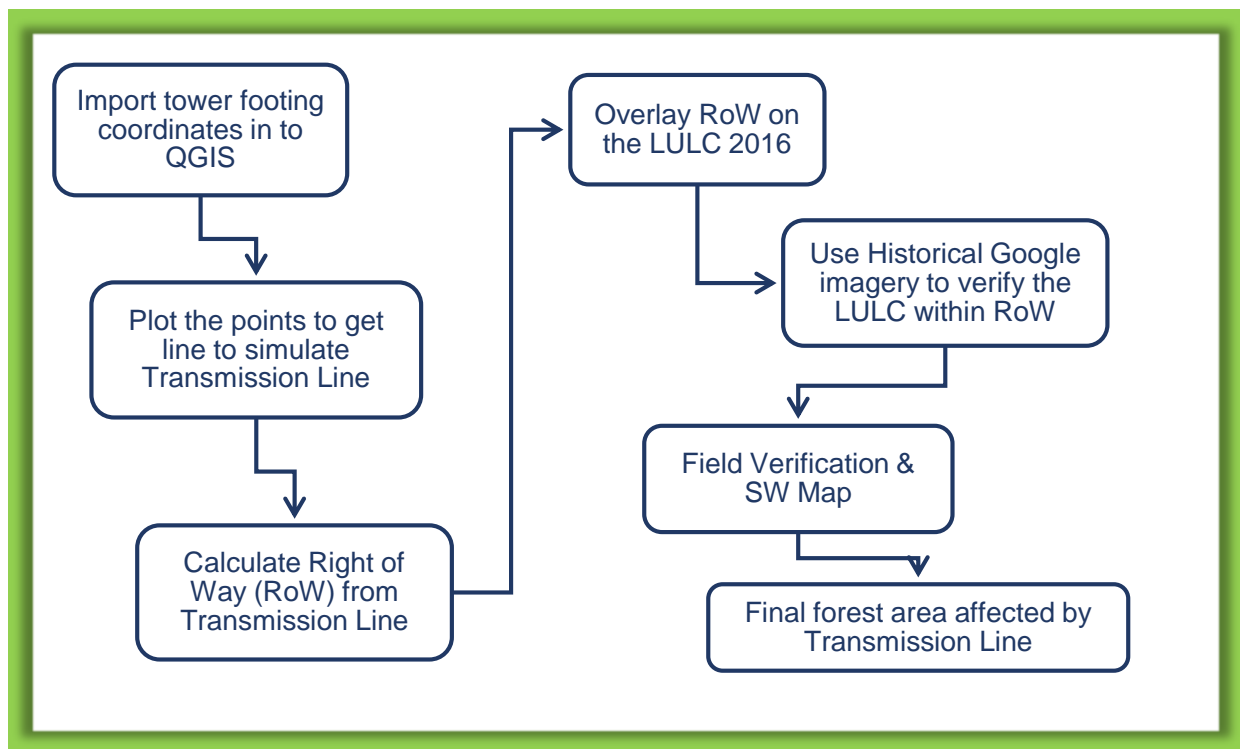 Import tower footing
coordinates in to
QGIS
Plot the points to get
line to simulate
Transmission Line
Calculate Right of
Way (RoW) from
Transmission Line
Overlay RoW on
the LULC 2016
Use Historical Google
imagery to verify the
LULC within RoW
Field Verification &
SW Map
Final forest area affected by
Transmission Line